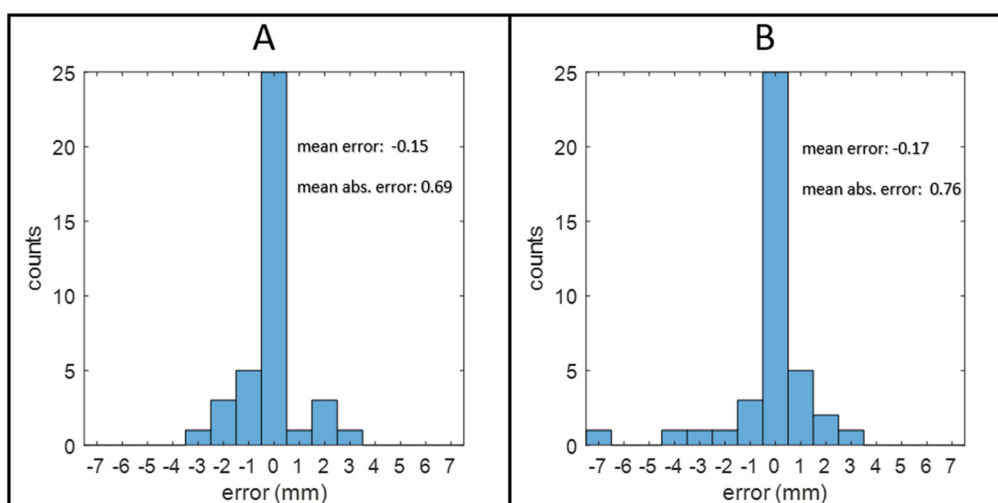 A
25
20
15
10
5
0
counts
mean error: -0.15
mean abs. error: 0.69
-7 -6 -5 -4 -3 -2 -1 0 1 2 3 4 5 6 7
error (mm)
B
25
20
15
10
5
0
counts
mean error: -0.17
mean abs. error: 0.76
-7 -6 -5 -4 -3 -2 -1 0 1 2 3 4 5 6 7
error (mm)